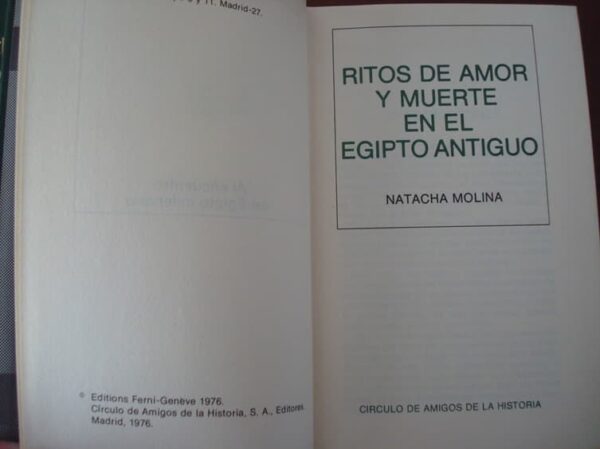 y 11. Madrid-27.
© Editions Ferni-Genève 1976.
Círculo de Amigos de la Historia, S. A., Editores.
Madrid, 1976.
RITOS DE AMOR
Y MUERTE
EN EL
EGIPTO ANTIGUO
NATACHA MOLINA
CIRCULO DE AMIGOS DE LA HISTORIA